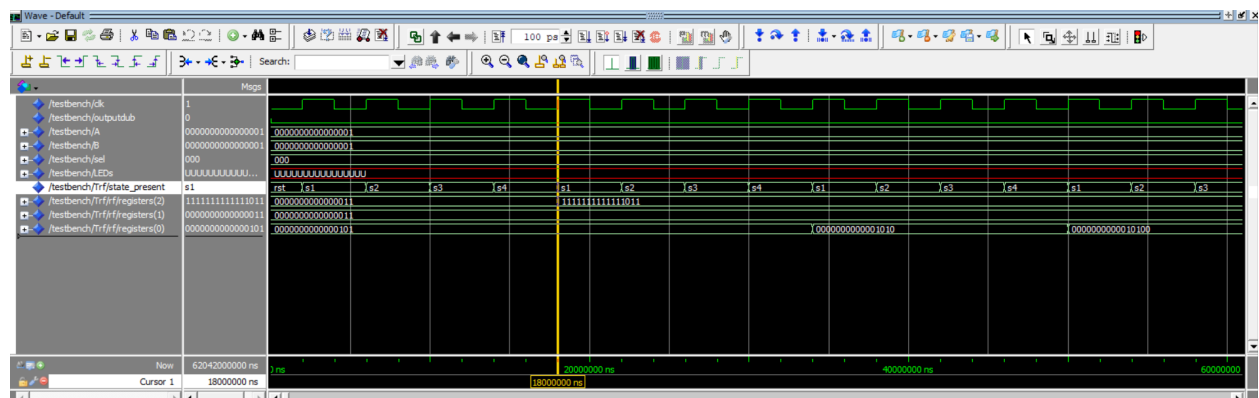 Wave - Default
100 ps
Search:
Msgs
/testbench/clk 1
/testbench/outputdub 0
/testbench/A 0000000000000001 0000000000000001
/testbench/B 0000000000000001 0000000000000001
/testbench/sel 000 000
/testbench/LEDs UUUUUUUUUUU... UUUUUUUUUUUUUUUU
/testbench/Trf/state_present s1 rst s1 s2 s3 s4 s1 s2 s3 s4 s1 s2 s3 s4 s1 s2 s3
/testbench/Trf/rf/registers(2) 1111111111111011 0000000000000011 1111111111111011
/testbench/Trf/rf/registers(1) 0000000000000011 0000000000000011
/testbench/Trf/rf/registers(0) 0000000000000101 0000000000000101 0000000000001010 0000000000010100
Now 62042000000 ns 20000000 ns 40000000 ns 60000000
Cursor 1 18000000 ns 18000000 ns